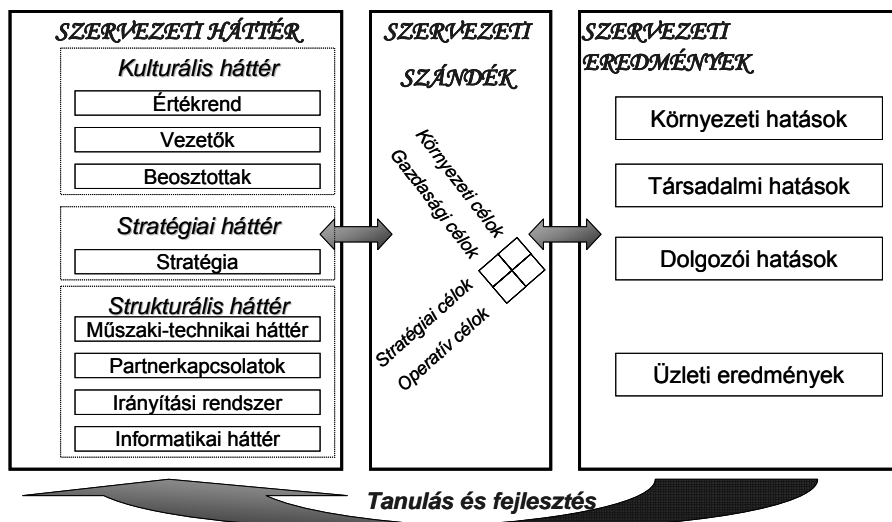 SZERVEZETI HÁTTÉR
Kulturális háttér
Értékrend
Vezetők
Beosztottak
Stratégiai háttér
Stratégia
Strukturális háttér
Műszaki-technikai háttér
Partnerkapcsolatok
Irányítási rendszer
Informatikai háttér
SZERVEZETI
SZÁNDÉK
Környezeti célok
Gazdasági célok
Stratégiai célok
Operatív célok
SZERVEZETI
EREDMÉNYEK
Környezeti hatások
Társadalmi hatások
Dolgozói hatások
Üzleti eredmények
Tanulás és fejlesztés